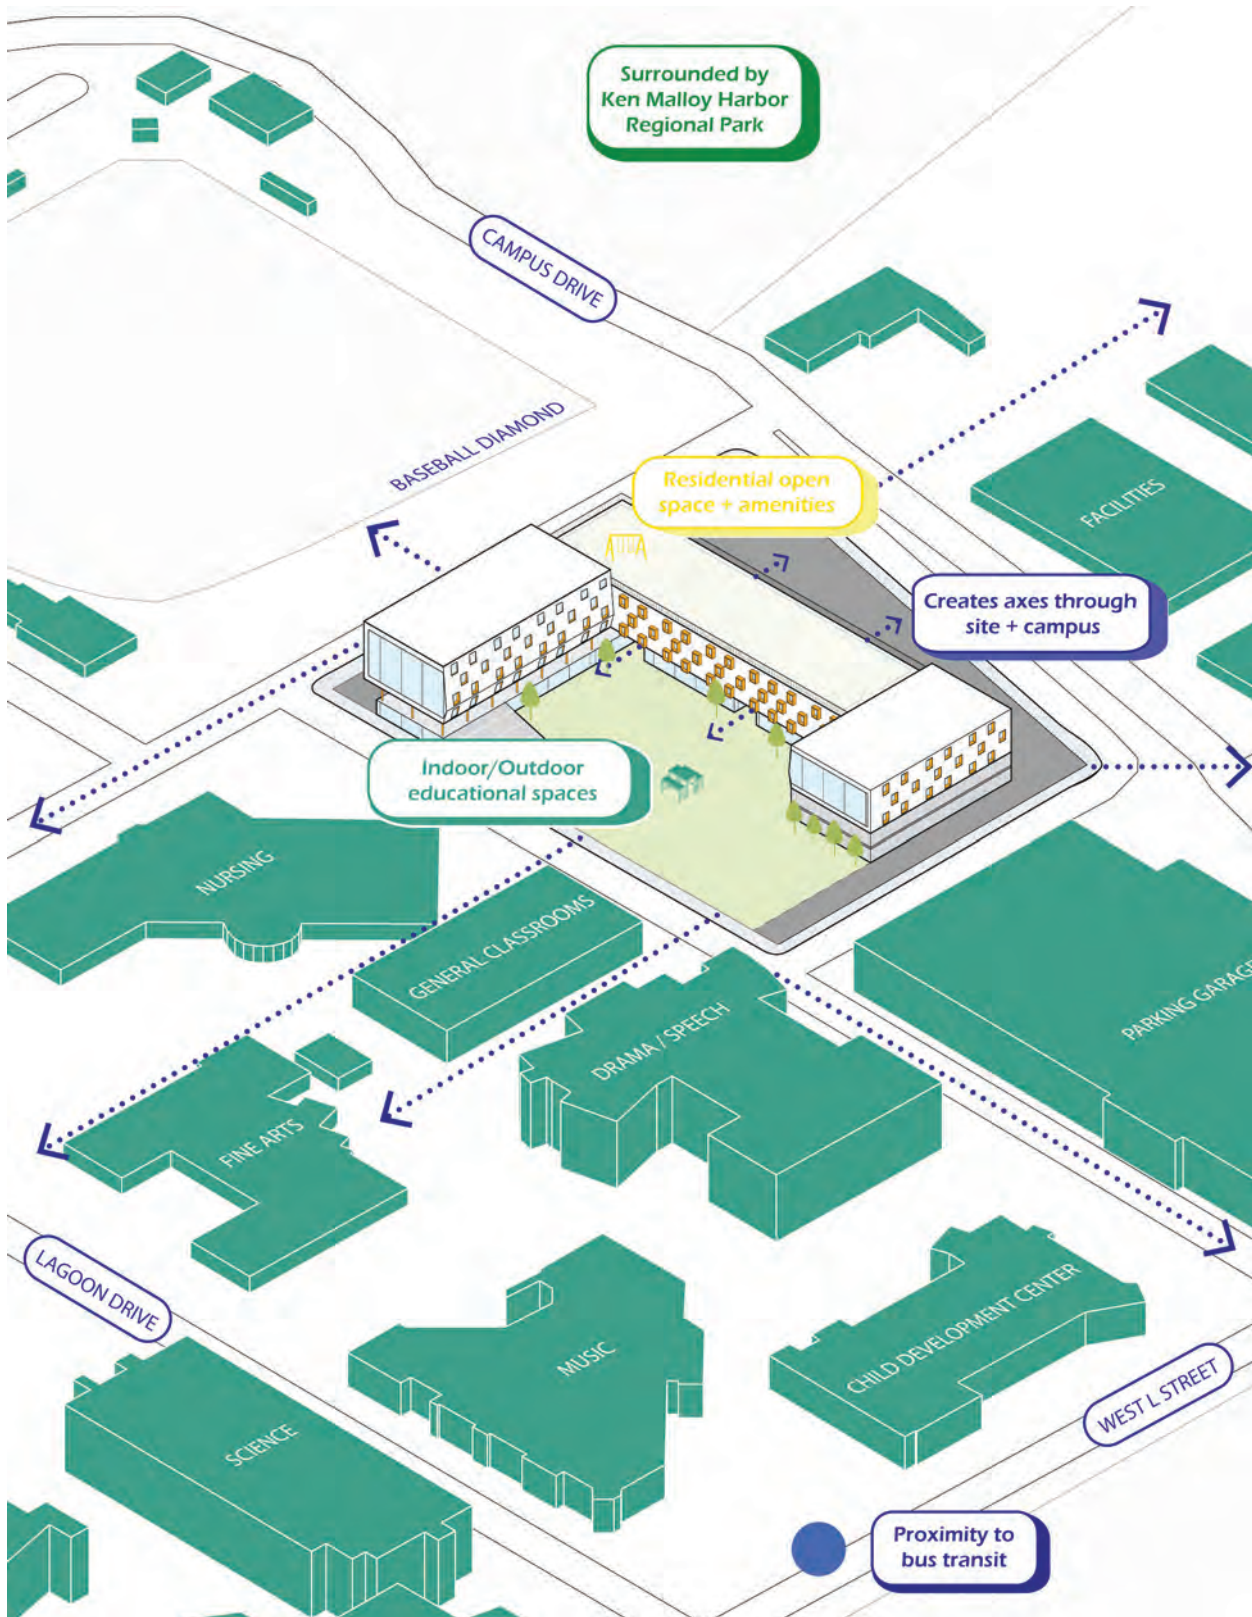 Surrounded by
Ken Malloy Harbor
Regional Park
CAMPUS DRIVE
BASEBALL DIAMOND
Residential open
space + amenities
FACILITIES
Creates axes through
site + campus
Indoor/Outdoor
educational spaces
NURSING
GENERAL CLASSROOMS
PARKING GARAGE
DRAMA / SPEECH
FINE ARTS
LAGOON DRIVE
MUSIC
CHILD DEVELOPMENT CENTER
WEST L STREET
SCIENCE
Proximity to
bus transit